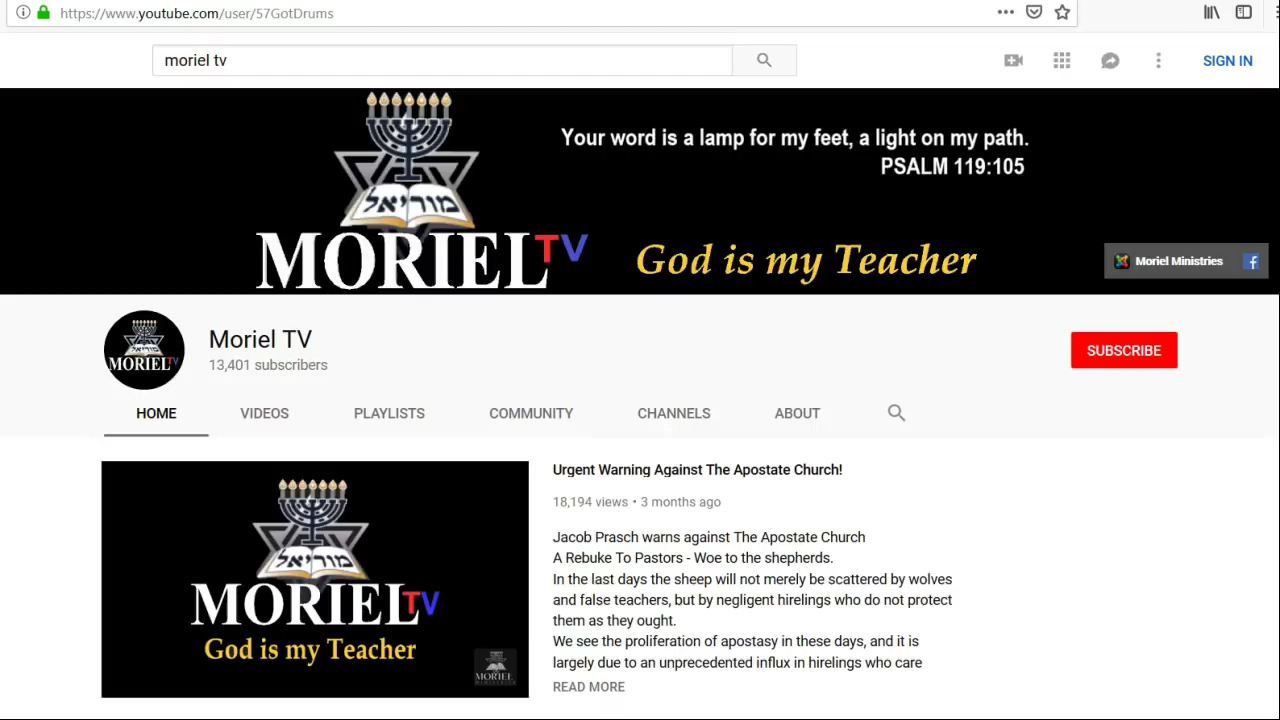 https://www.youtube.com/user/57GotDrums
moriel tv
SIGN IN
Your word is a lamp for my feet, a light on my path.
PSALM 119:105
מוריאל
MORIEL TV
God is my Teacher
Moriel Ministries
MORIEL TV
Moriel TV
13,401 subscribers
SUBSCRIBE
HOME VIDEOS PLAYLISTS COMMUNITY CHANNELS ABOUT
מוריאל
MORIEL TV
God is my Teacher
MORIEL
Urgent Warning Against The Apostate Church!
18,194 views • 3 months ago
Jacob Prasch warns against The Apostate Church
A Rebuke To Pastors - Woe to the shepherds.
In the last days the sheep will not merely be scattered by wolves
and false teachers, but by negligent hirelings who do not protect
them as they ought.
We see the proliferation of apostasy in these days, and it is
largely due to an unprecedented influx in hirelings who care
READ MORE